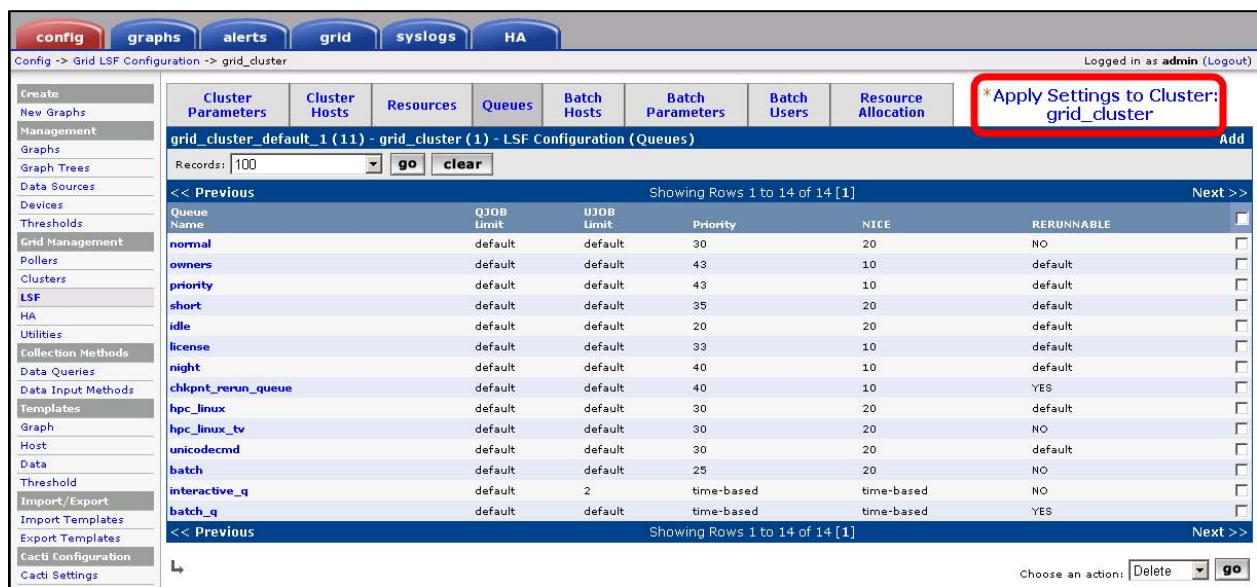 config graphs alerts grid syslogs HA
Config -> Grid LSF Configuration -> grid_cluster Logged in as admin (Logout)
Create
New Graphs
Management
Graphs
Graph Trees
Data Sources
Devices
Thresholds
Grid Management
Pollers
Clusters
LSF
HA
Utilities
Collection Methods
Data Queries
Data Input Methods
Templates
Graph
Host
Data
Threshold
Import/Export
Import Templates
Export Templates
Cacti Configuration
Cacti Settings
Cluster Parameters Cluster Hosts Resources Queues Batch Hosts Batch Parameters Batch Users Resource Allocation
*Apply Settings to Cluster:
grid_cluster
grid_cluster_default_1 (11) - grid_cluster (1) - LSF Configuration (Queues) Add
Records: 100 go clear
<< Previous Showing Rows 1 to 14 of 14 [1] Next >>
Queue Name QJOB Limit UJOB Limit Priority NICE RERUNNABLE
normal default default 30 20 NO
owners default default 43 10 default
priority default default 43 10 default
short default default 35 20 default
idle default default 20 20 default
license default default 33 10 default
night default default 40 10 default
chkpnt_rerun_queue default default 40 10 YES
hpc_linux default default 30 20 default
hpc_linux_tv default default 30 20 NO
unicodecmd default default 30 20 default
batch default default 25 20 NO
interactive_q default 2 time-based time-based NO
batch_q default default time-based time-based YES
<< Previous Showing Rows 1 to 14 of 14 [1] Next >>
Choose an action: Delete go